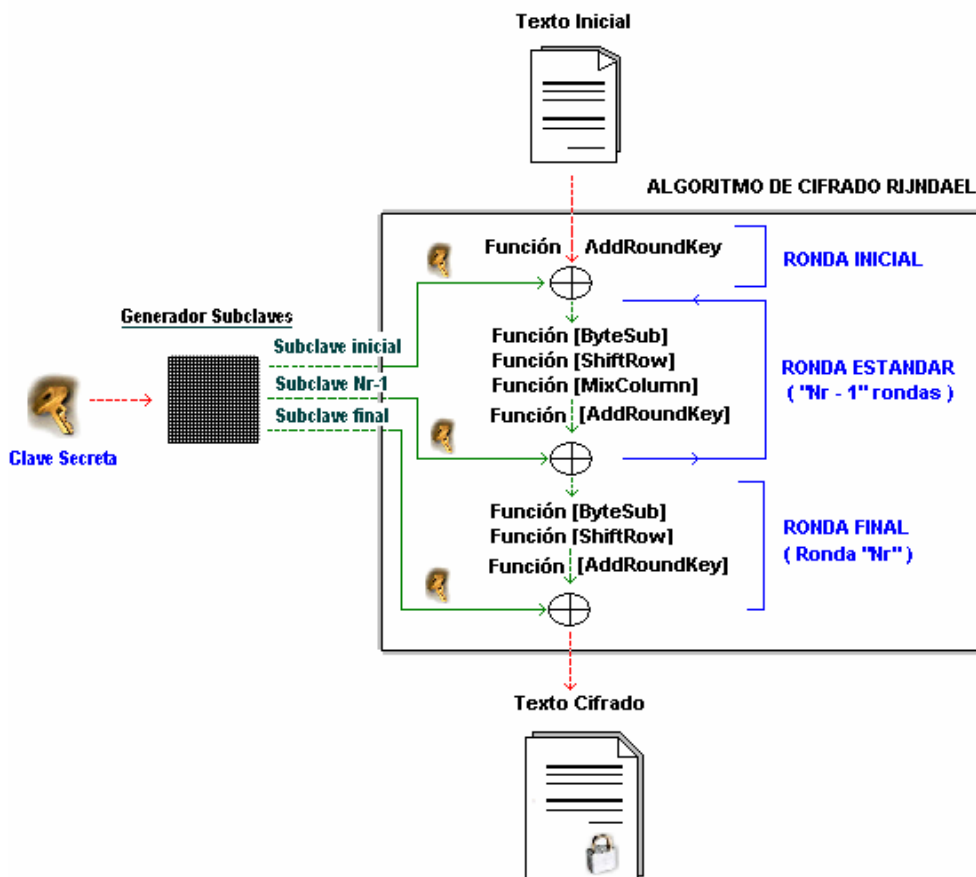 Texto Inicial
ALGORITMO DE CIFRADO RIJNDAEL
Función AddRoundKey
RONDA INICIAL
Generador Subclaves
Subclave inicial
Función [ByteSub]
Función [ShiftRow]
Función [MixColumn]
Función [AddRoundKey]
RONDA ESTANDAR
( "Nr - 1" rondas )
Subclave Nr-1
Subclave final
Clave Secreta
Función [ByteSub]
Función [ShiftRow]
Función [AddRoundKey]
RONDA FINAL
( Ronda "Nr" )
Texto Cifrado